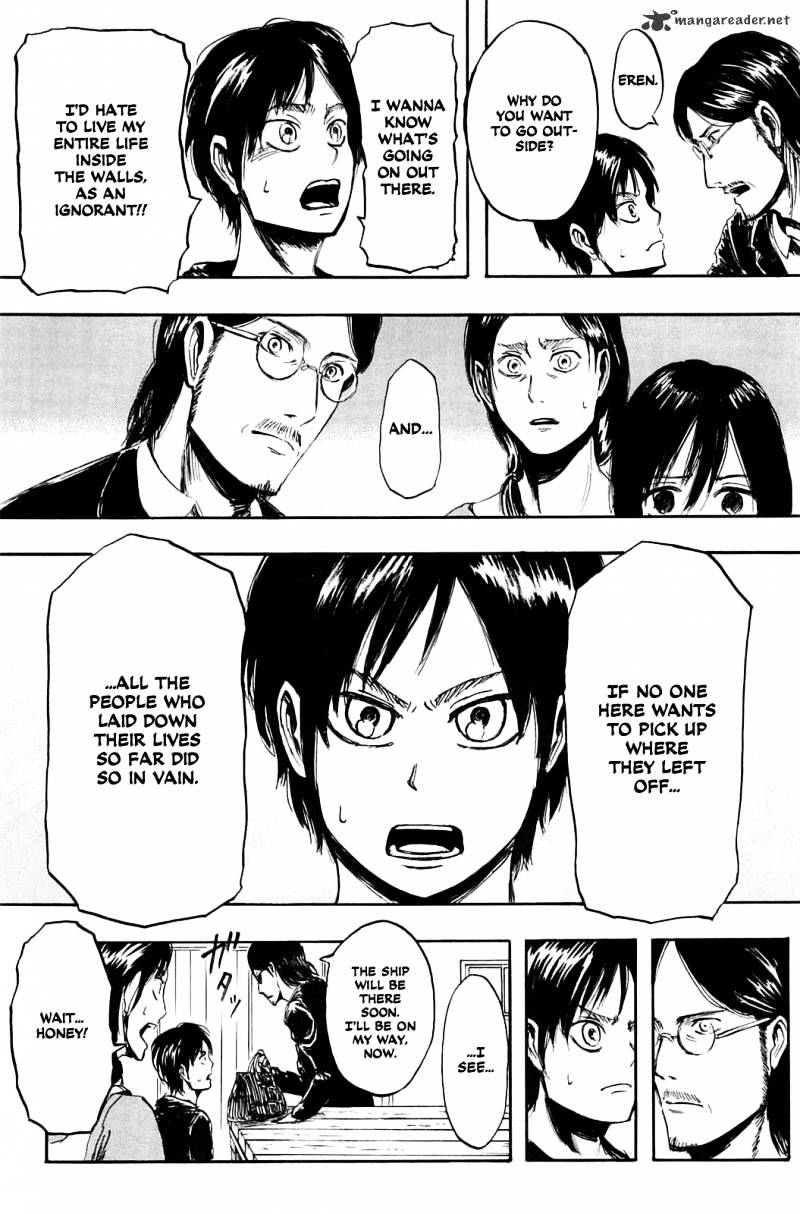 mangareader.net
EREN.
WHY DO
YOU WANT
TO GO OUT-
SIDE?
I WANNA
KNOW
WHAT'S
GOING
ON OUT
THERE.
I'D HATE
TO LIVE MY
ENTIRE LIFE
INSIDE
THE WALLS,
AS AN
IGNORANT!!
AND...
IF NO ONE
HERE WANTS
TO PICK UP
WHERE
THEY LEFT
OFF...
...ALL THE
PEOPLE WHO
LAID DOWN
THEIR LIVES
SO FAR DID
SO IN VAIN.
...I
SEE...
THE SHIP
WILL BE
THERE
SOON.
I'LL BE ON
MY WAY,
NOW.
ガタッ
WAIT...
HONEY!